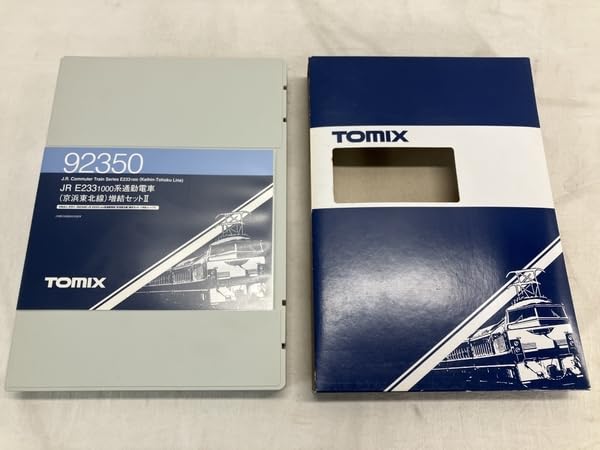 92350
J.R. Commuter Train Series E233 1000 (Keihin-Tohoku Line)
JR E233 1000系通勤電車
(京浜東北線)増結セットⅡ
TOMIX
TOMIX